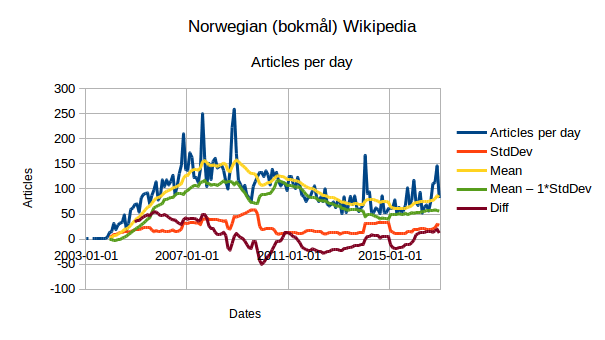 Norwegian (bokmål) Wikipedia
Articles per day
300
250
200
150
100
50
0
-50
-100
2003-01-01
2007-01-01
2011-01-01
2015-01-01
Articles
Dates
Articles per day
StdDev
Mean
Mean – 1*StdDev
Diff